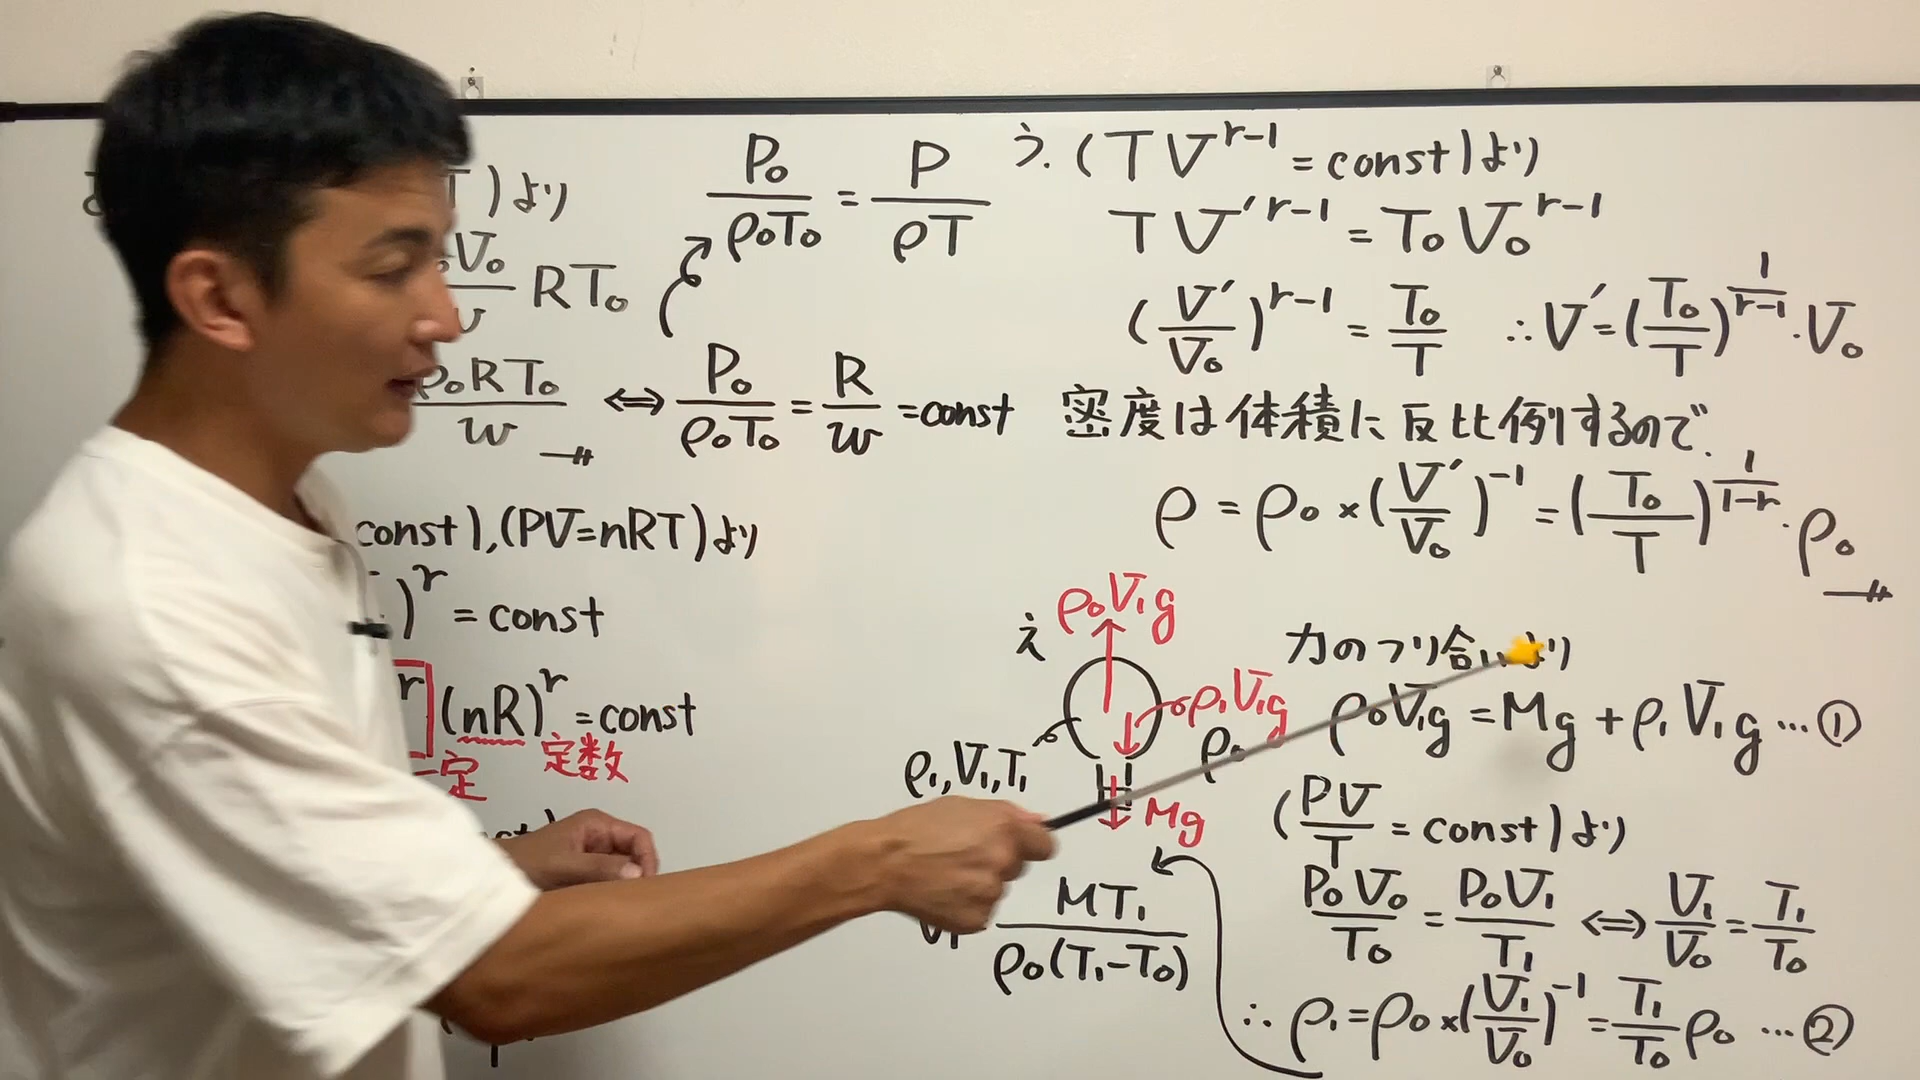 T)より
V₀
RT₀
ρ₀RT₀/w ⇔ P₀/(ρ₀T₀) = R/w = const
P₀/(ρ₀T₀) = P/(ρT)
const),(PV=nRT)より
)^r = const
r (nR)^r = const
一定 定数
う. (TV^(r-1) = const)より
TV'^(r-1) = T₀V₀^(r-1)
(V'/V₀)^(r-1) = T₀/T ∴V' = (T₀/T)^(1/(r-1))・V₀
密度は体積に反比例するので.
ρ = ρ₀ × (V'/V₀)^(-1) = (T₀/T)^(1/(1-r))・ρ₀
え
ρ₀V₁g
ρ₁V₁g
ρ₁,V₁,T₁
ρ₀
Mg
MT₁/(ρ₀(T₁-T₀))
力のつり合いより
ρ₀V₁g = Mg + ρ₁V₁g …①
(PV/T = const)より
P₀V₀/T₀ = P₀V₁/T₁ ⇔ V₁/V₀ = T₁/T₀
∴ ρ₁ = ρ₀ × (V₁/V₀)^(-1) = T₁/T₀ ρ₀ …②